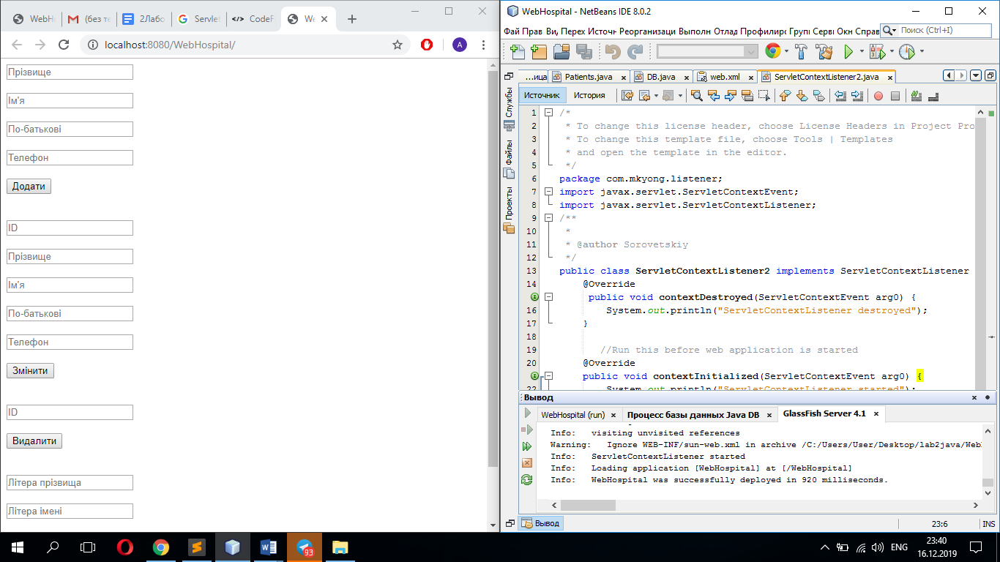 WebH
(без те
2Лабо
Servlet
CodeF
We
localhost:8080/WebHospital/
A
Прізвище
Ім'я
По-батькові
Телефон
Додати
ID
Прізвище
Ім'я
По-батькові
Телефон
Змінити
ID
Видалити
Літера прізвища
Літера імені
WebHospital - NetBeans IDE 8.0.2
Фай Прав Ви Перех Источн Реорганизаци Выполн Отлад Профилиро Групп Серви Окн Справ
Поиск (Ctrl+I)
...ица
Patients.java
DB.java
web.xml
ServletContextListener2.java
Источник История
Службы
Файлы
Проекты
1 /*
2 * To change this license header, choose License Headers in Project Pro
3 * To change this template file, choose Tools | Templates
4 * and open the template in the editor.
5 */
6 package com.mkyong.listener;
7 import javax.servlet.ServletContextEvent;
8 import javax.servlet.ServletContextListener;
9 /**
10 *
11 * @author Sorovetskiy
12 */
13 public class ServletContextListener2 implements ServletContextListener
14 @Override
public void contextDestroyed(ServletContextEvent arg0) {
16 System.out.println("ServletContextListener destroyed");
17 }
18
19 //Run this before web application is started
20 @Override
public void contextInitialized(ServletContextEvent arg0) {
22 System.out.println("ServletContextListener started");
Вывод
WebHospital (run) Процесс базы данных Java DB GlassFish Server 4.1
Info: visiting unvisited references
Warning: Ignore WEB-INF/sun-web.xml in archive /C:/Users/User/Desktop/lab2java/Web
Info: ServletContextListener started
Info: Loading application [WebHospital] at [/WebHospital]
Info: WebHospital was successfully deployed in 920 milliseconds.
Вывод
23:6 INS
93
ENG
23:40
16.12.2019